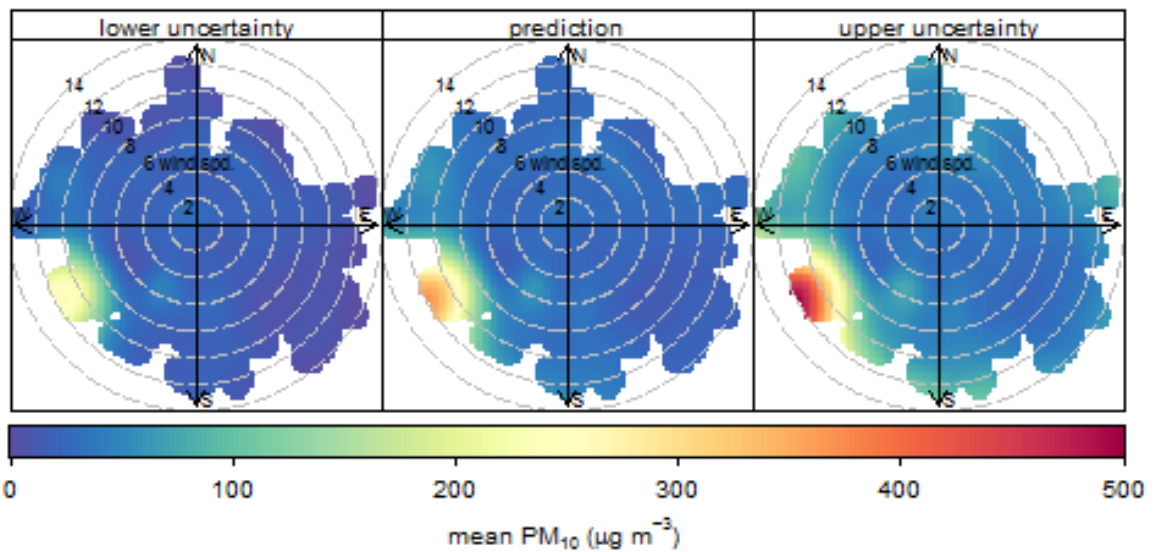 lower uncertainty prediction upper uncertainty
N N N
14 14 14
12 12 12
10 10 10
8 8 8
6 wind spd. 6 wind spd. 6 wind spd.
4 4 4
2 2 2
W E W E W E
S S S
0 100 200 300 400 500
mean PM₁₀ (µg m⁻³)